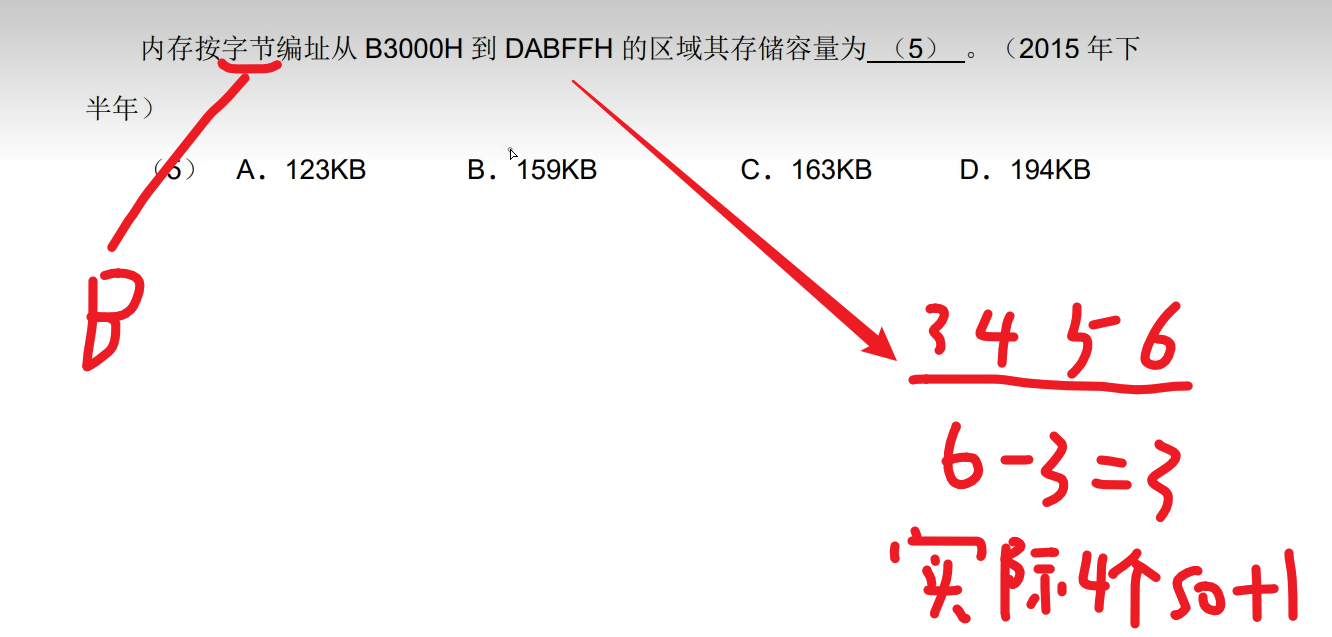 内存按字节编址从 B3000H 到 DABFFH 的区域其存储容量为 （5） 。（2015 年下
半年）
（5） A．123KB B．159KB C．163KB D．194KB
B
3 4 5 6
6-3=3
实际4个so+1